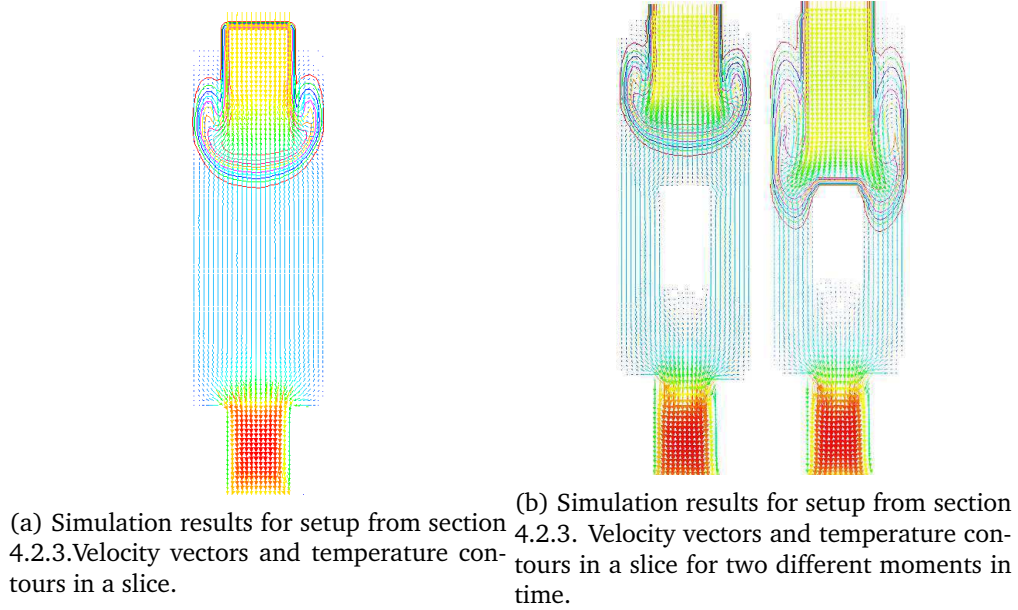 (a) Simulation results for setup from section
4.2.3.Velocity vectors and temperature con-
tours in a slice.
(b) Simulation results for setup from section
4.2.3. Velocity vectors and temperature con-
tours in a slice for two different moments in
time.